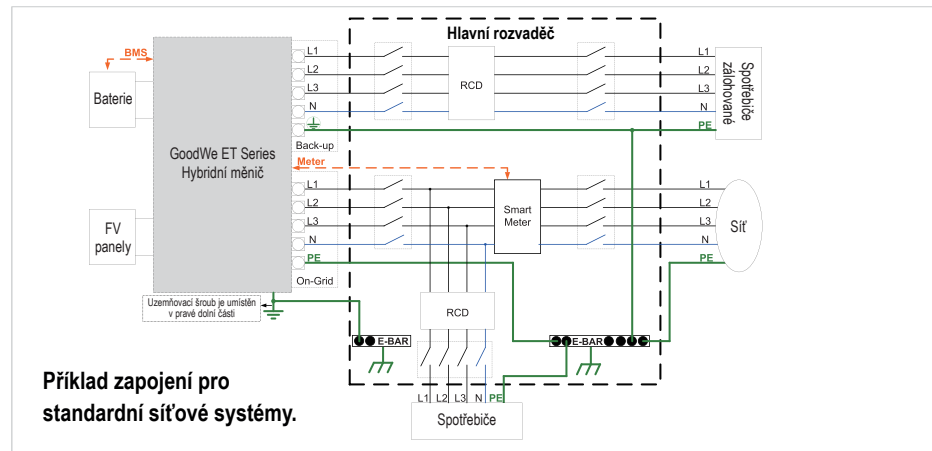 Hlavní rozvaděč
BMS
Baterie
GoodWe ET Series
Hybridní měnič
FV
panely
L1
L2
L3
N
Back-up
RCD
L1
L2
L3
N
PE
Spotřebiče
zálohované
Meter
L1
L2
L3
N
PE
On-Grid
Smart
Meter
L1
L2
L3
N
PE
Síť
Uzemňovací šroub je umístěn
v pravé dolní části
RCD
E-BAR
E-BAR
L1 L2 L3 N PE
Spotřebiče
Příklad zapojení pro
standardní síťové systémy.